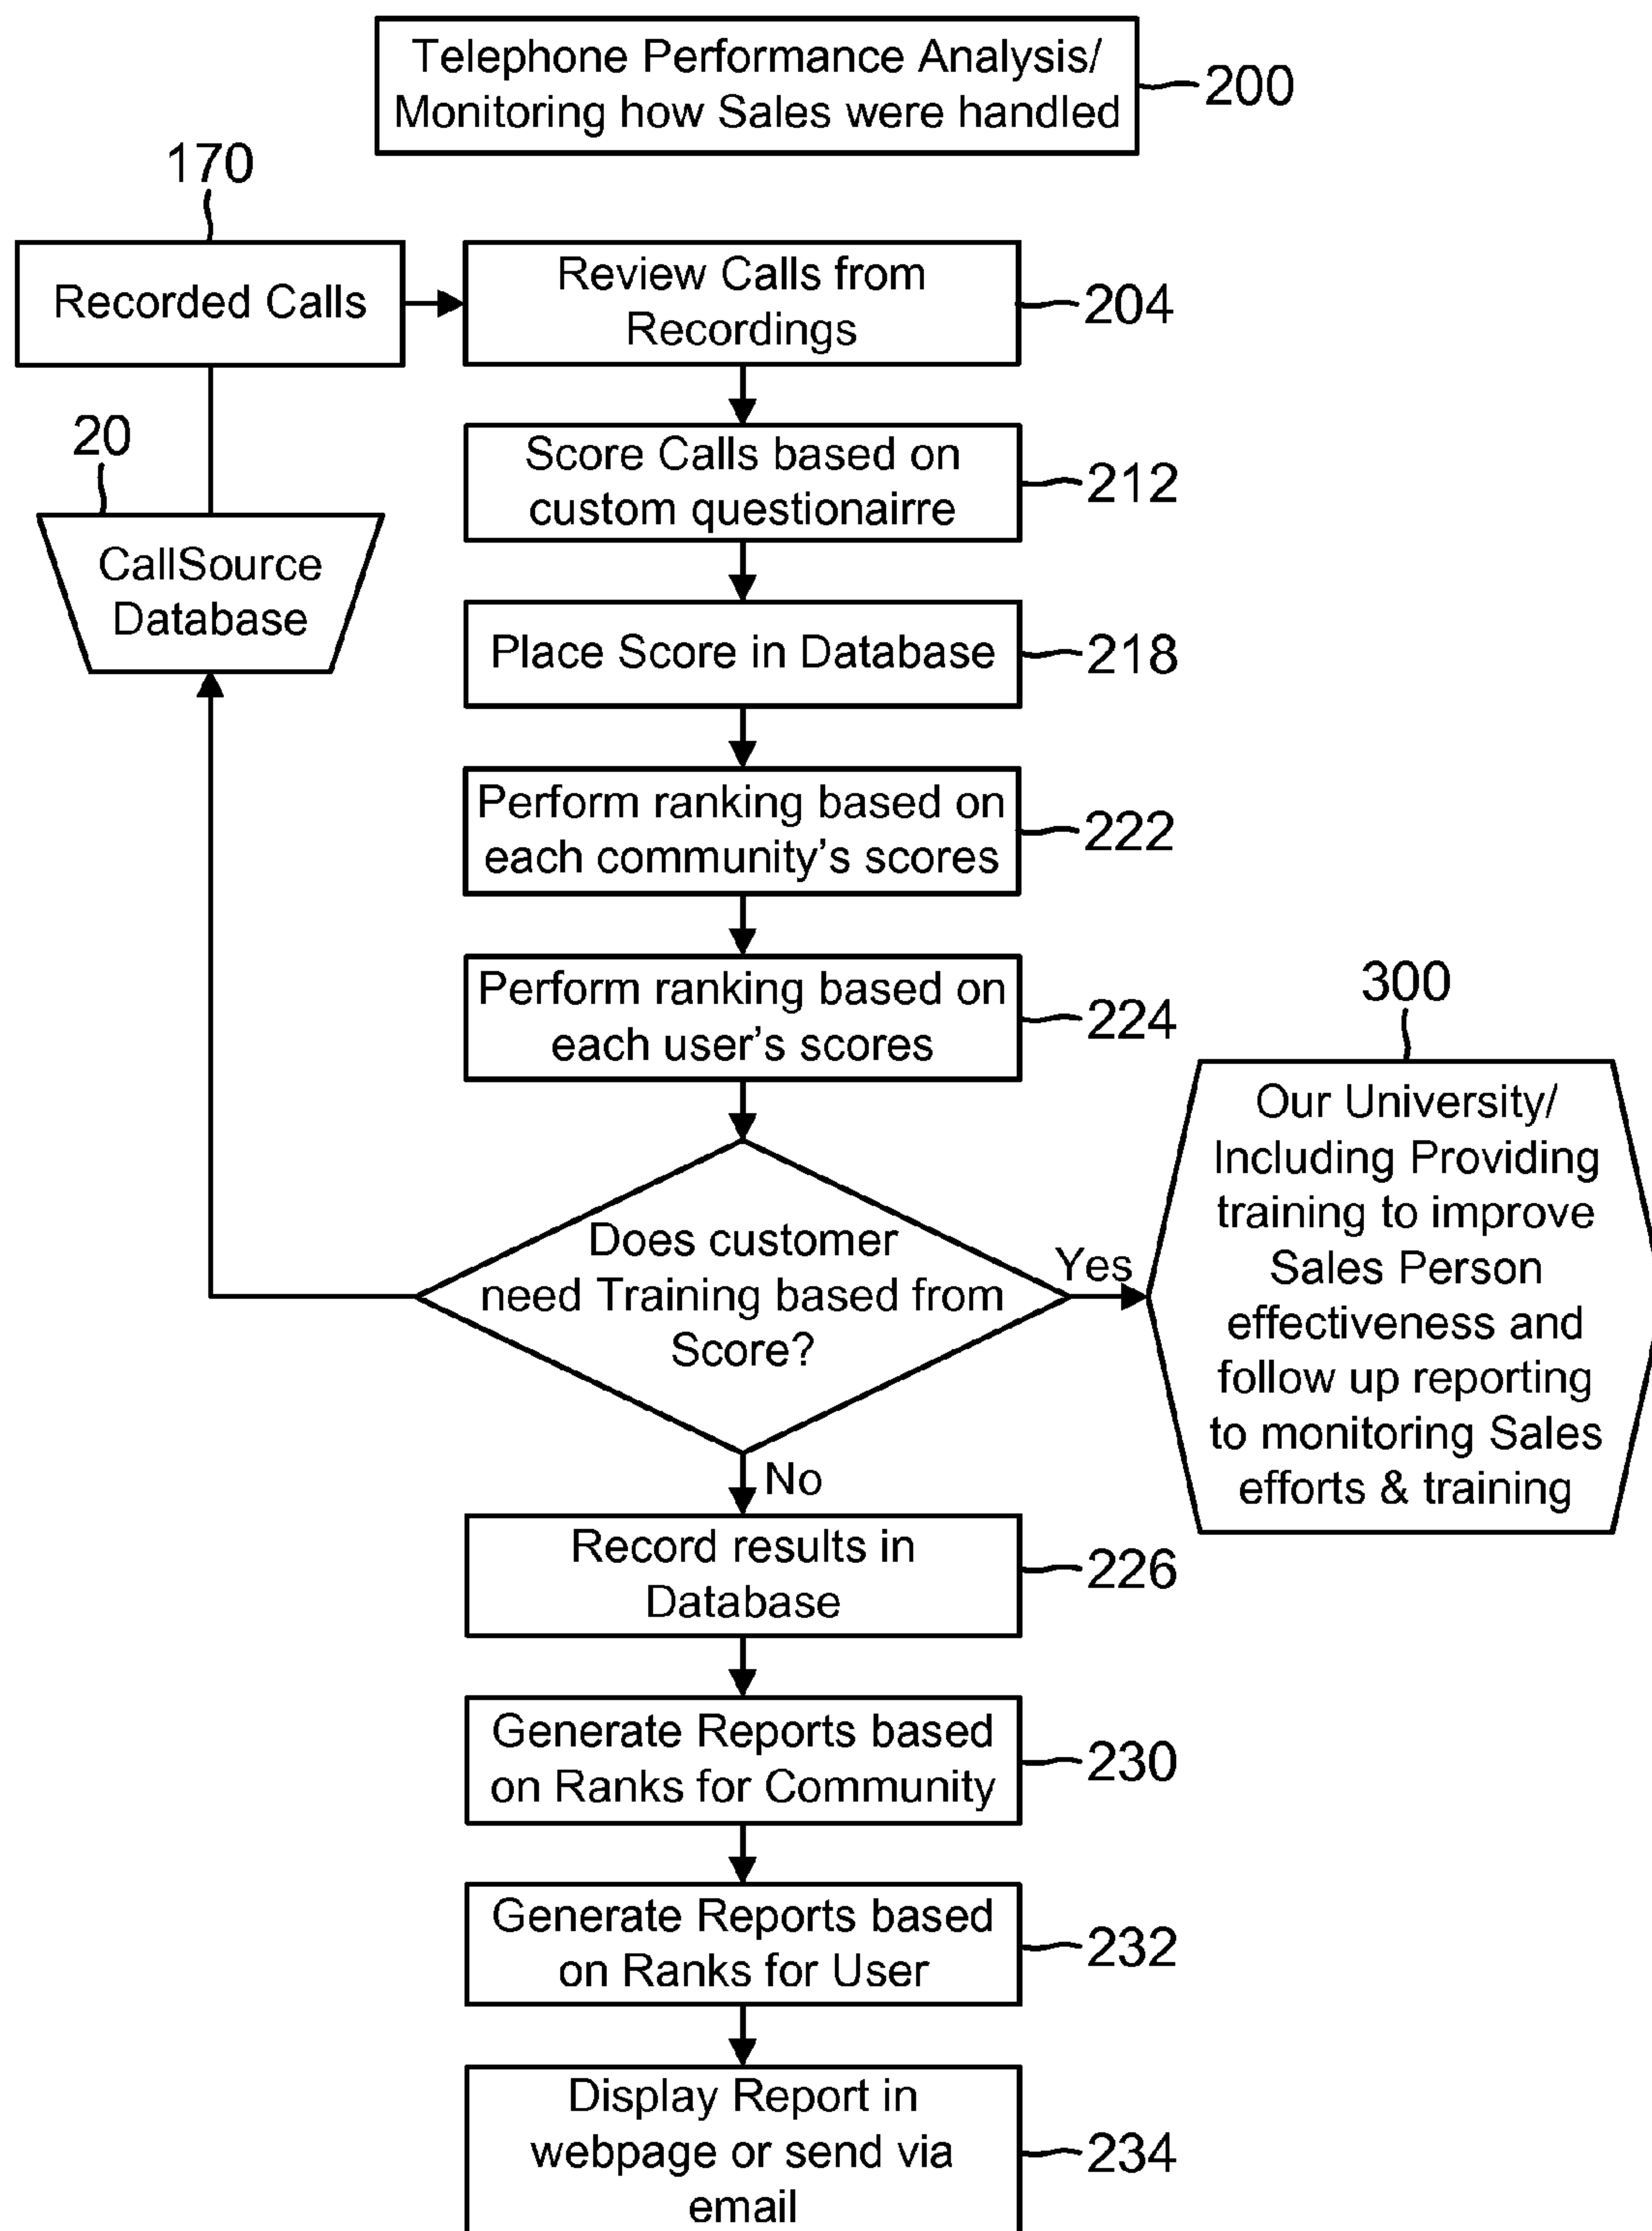 Telephone Performance Analysis/
Monitoring how Sales were handled
200
170
Recorded Calls
Review Calls from
Recordings
204
20
CallSource
Database
Score Calls based on
custom questionairre
212
Place Score in Database
218
Perform ranking based on
each community's scores
222
Perform ranking based on
each user's scores
224
300
Our University/
Including Providing
training to improve
Sales Person
effectiveness and
follow up reporting
to monitoring Sales
efforts & training
Does customer
need Training based from
Score?
Yes
No
Record results in
Database
226
Generate Reports based
on Ranks for Community
230
Generate Reports based
on Ranks for User
232
Display Report in
webpage or send via
email
234